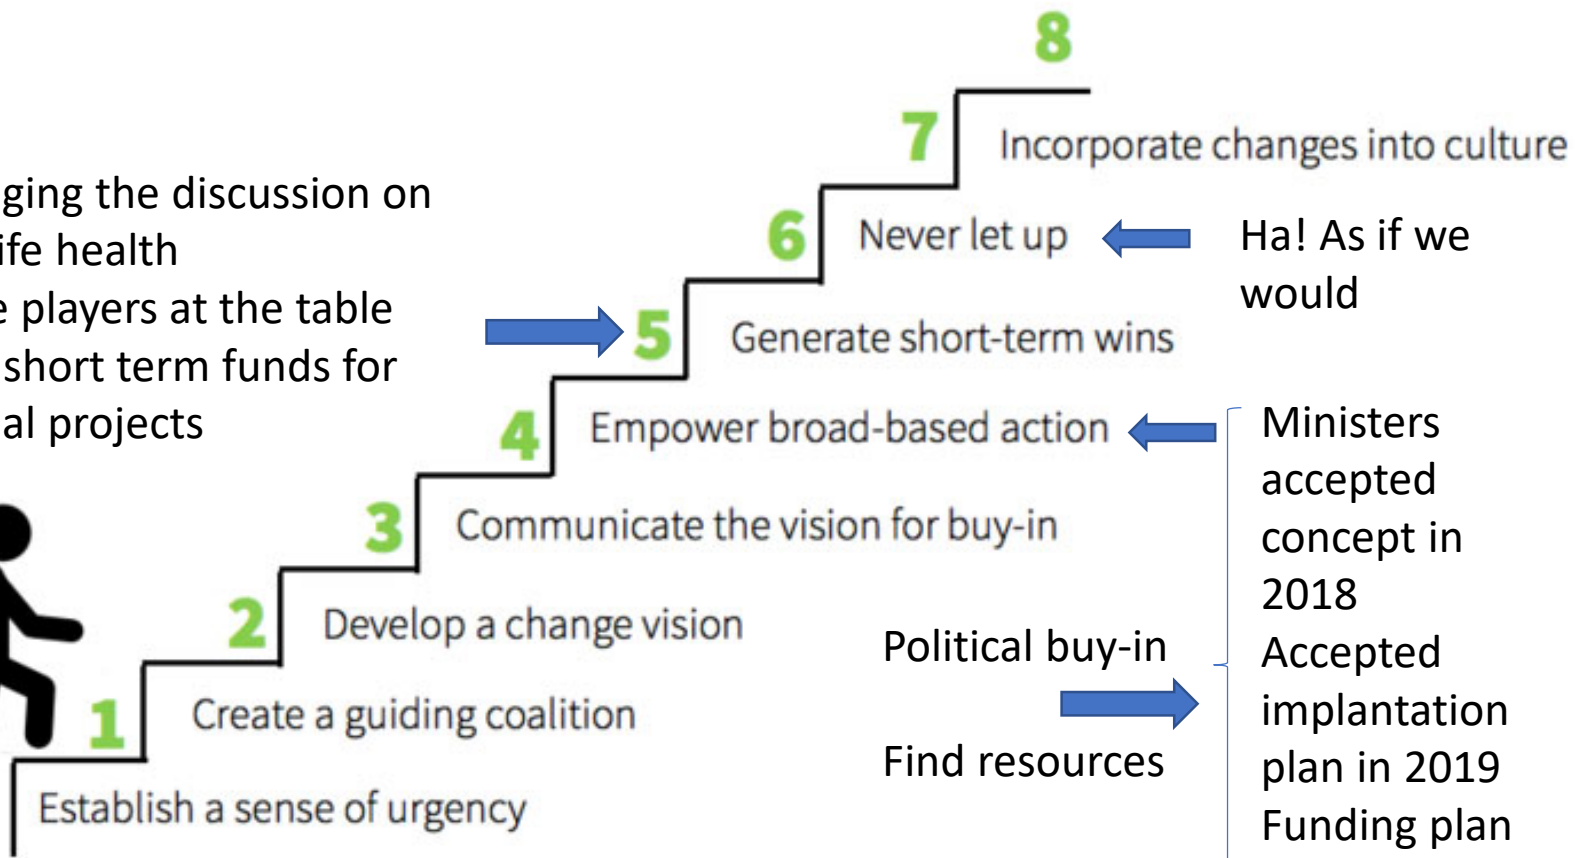 8
7
Incorporate changes into culture
ging the discussion on
ife health
players at the table
short term funds for
al projects
6
Never let up
Ha! As if we
would
5
Generate short-term wins
4
Empower broad-based action
Ministers
accepted
concept in
2018
Accepted
implantation
plan in 2019
Funding plan
3
Communicate the vision for buy-in
2
Develop a change vision
Political buy-in
Find resources
1
Create a guiding coalition
Establish a sense of urgency